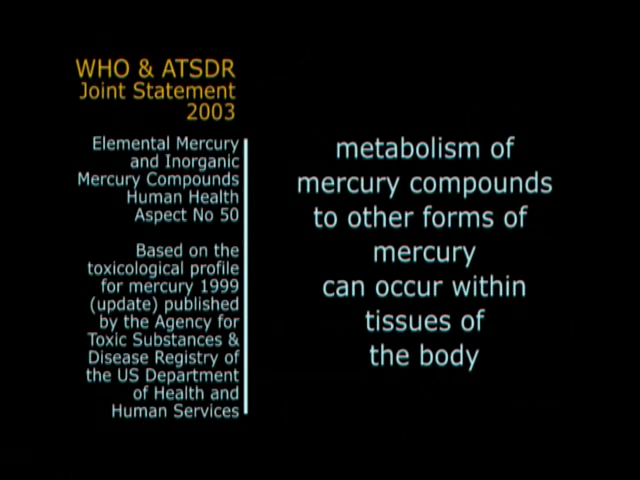 WHO & ATSDR
Joint Statement
2003
Elemental Mercury
and Inorganic
Mercury Compounds
Human Health
Aspect No 50
Based on the
toxicological profile
for mercury 1999
(update) published
by the Agency for
Toxic Substances &
Disease Registry of
the US Department
of Health and
Human Services
metabolism of
mercury compounds
to other forms of
mercury
can occur within
tissues of
the body